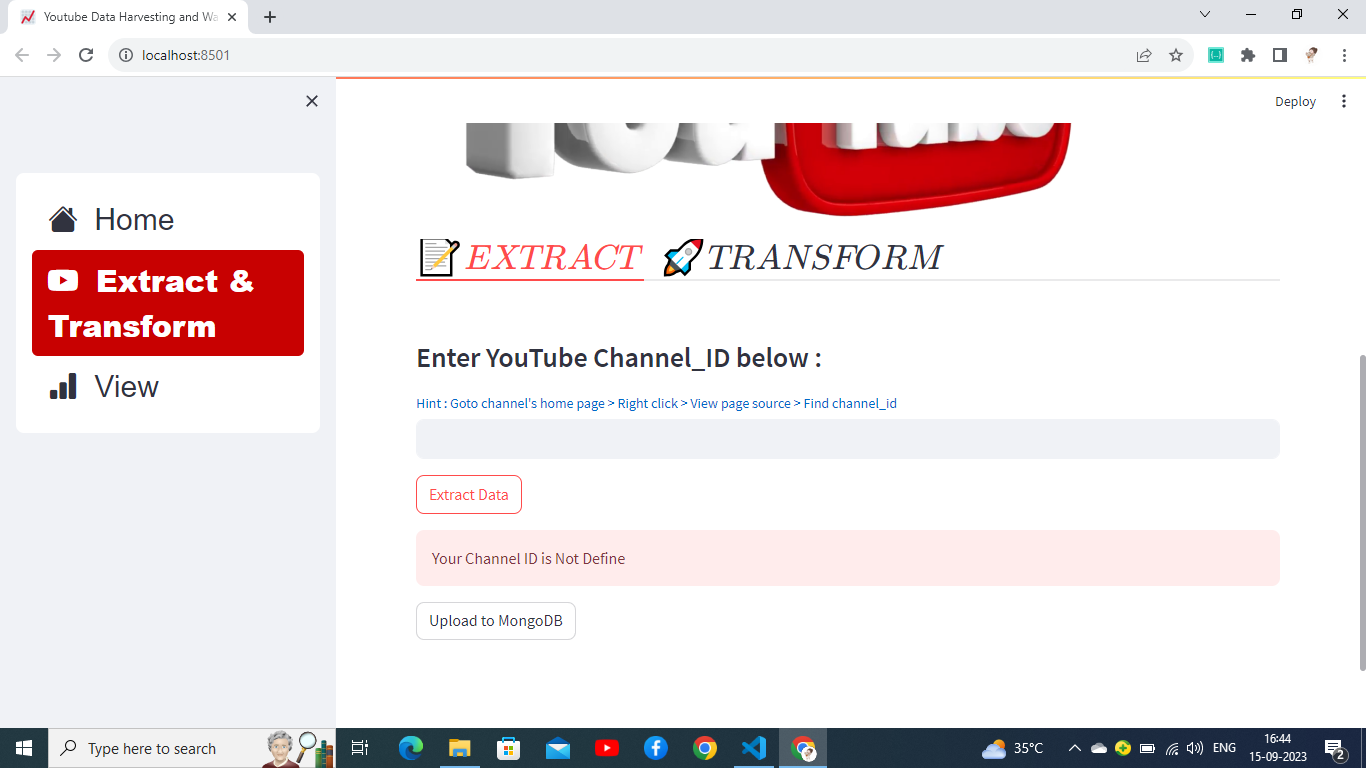 Youtube Data Harvesting and Wa
localhost:8501
Deploy
Home
Extract &
Transform
View
EXTRACT
TRANSFORM
Enter YouTube Channel_ID below :
Hint : Goto channel's home page > Right click > View page source > Find channel_id
Extract Data
Your Channel ID is Not Define
Upload to MongoDB
Type here to search
35°C
ENG
16:44
15-09-2023
2